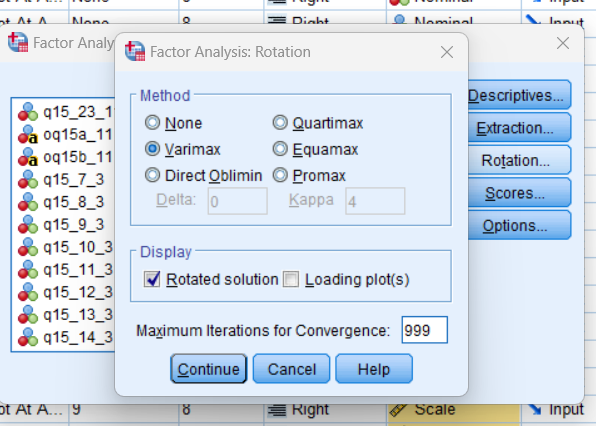 ot At A... None 8 Right Nominal Input
Factor Analy
Factor Analysis: Rotation
Method
None Quartimax
Varimax Equamax
Direct Oblimin Promax
Delta: 0 Kappa 4
Display
Rotated solution Loading plot(s)
Maximum Iterations for Convergence: 999
Continue Cancel Help
q15_23_1
oq15a_11
oq15b_11
q15_7_3
q15_8_3
q15_9_3
q15_10_3
q15_11_3
q15_12_3
q15_13_3
q15_14_3
Descriptives...
Extraction...
Rotation...
Scores...
Options...
ot At A... 9 8 Right Scale Input